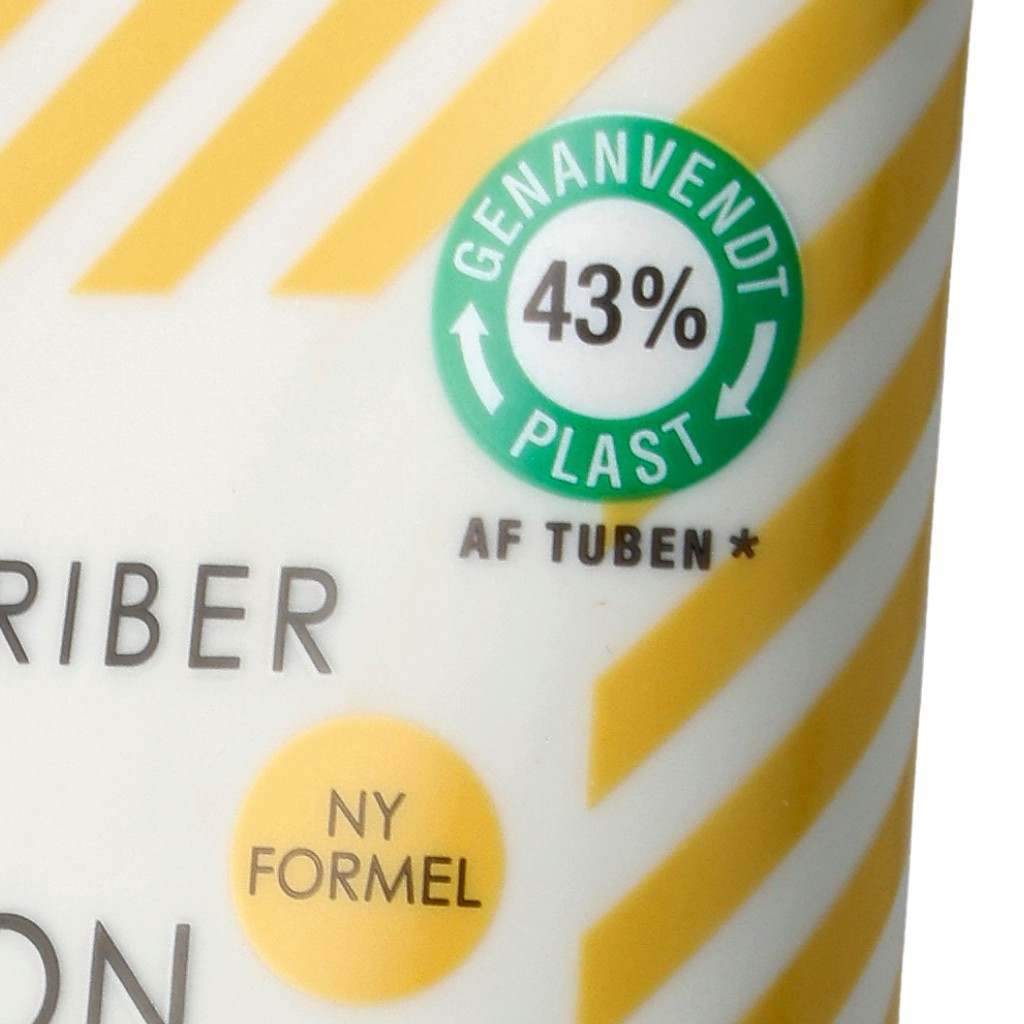 GENANVENDT
43%
PLAST
AF TUBEN*
RIBER
NY
FORMEL
ON